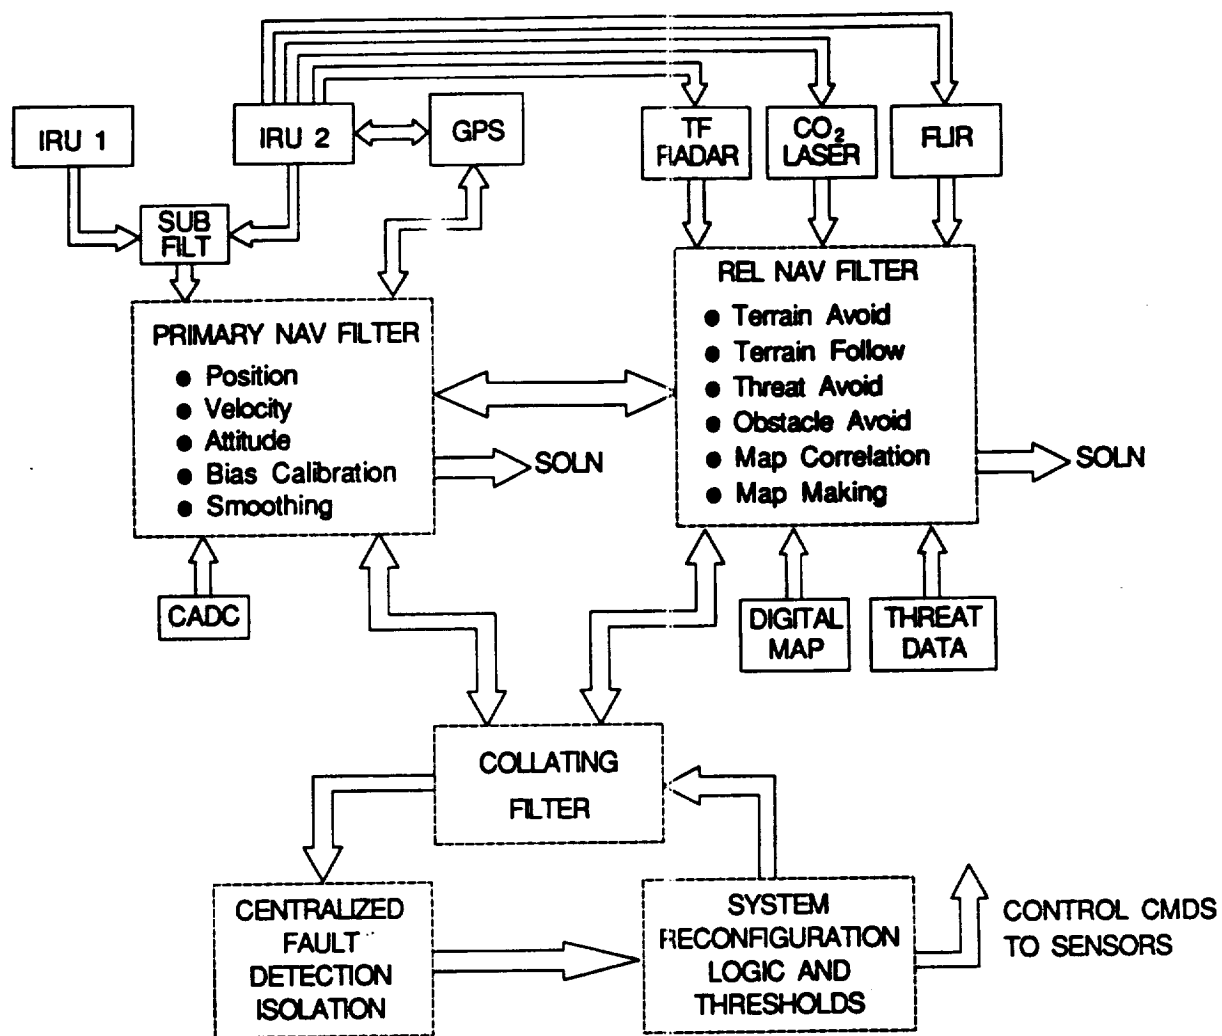 IRU 1
IRU 2
GPS
TF
RADAR
CO₂
LASER
FLIR
SUB
FILT
PRIMARY NAV FILTER
● Position
● Velocity
● Attitude
● Bias Calibration
● Smoothing
SOLN
REL NAV FILTER
● Terrain Avoid
● Terrain Follow
● Threat Avoid
● Obstacle Avoid
● Map Correlation
● Map Making
SOLN
CADC
DIGITAL
MAP
THREAT
DATA
COLLATING
FILTER
CENTRALIZED
FAULT
DETECTION
ISOLATION
SYSTEM
RECONFIGURATION
LOGIC AND
THRESHOLDS
CONTROL CMDS
TO SENSORS